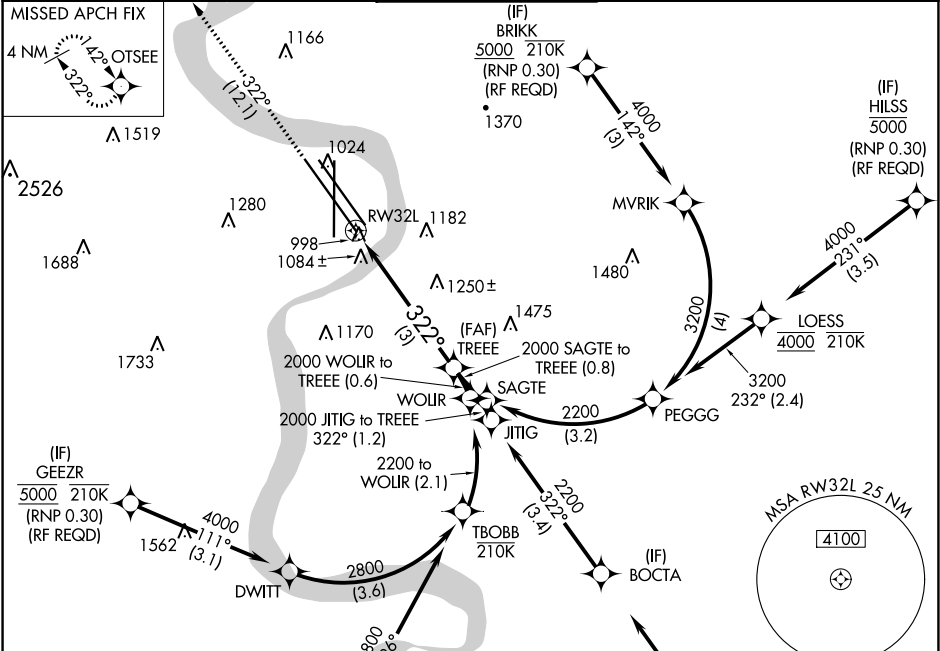 MISSED APCH FIX
4 NM
142°
OTSEE
322°
1166
322°
(12.1)
(IF)
BRIKK
5000 210K
(RNP 0.30)
(RF REQD)
1370
4000
142°
(3)
(IF)
HILSS
5000
(RNP 0.30)
(RF REQD)
1519
2526
1024
1280
RW32L
1182
998
1084 ±
1688
MVRIK
4000
231°
(3.5)
1480
1250 ±
1475
3200
(4)
LOESS
4000 210K
1170
1733
322°
(3)
(FAF)
TREEE
2000 WOLIR to
TREEE (0.6)
2000 SAGTE to
TREEE (0.8)
SAGTE
WOLIR
3200
232° (2.4)
2000 JITIG to TREEE
322° (1.2)
JITIG
2200
(3.2)
PEGGG
(IF)
GEEZR
5000 210K
(RNP 0.30)
(RF REQD)
2200 to
WOLIR (2.1)
4000
111°
(3.1)
1562
TBOBB
210K
2200
322°
(3.4)
(IF)
BOCTA
DWITT
2800
(3.6)
MSA RW32L 25 NM
4100